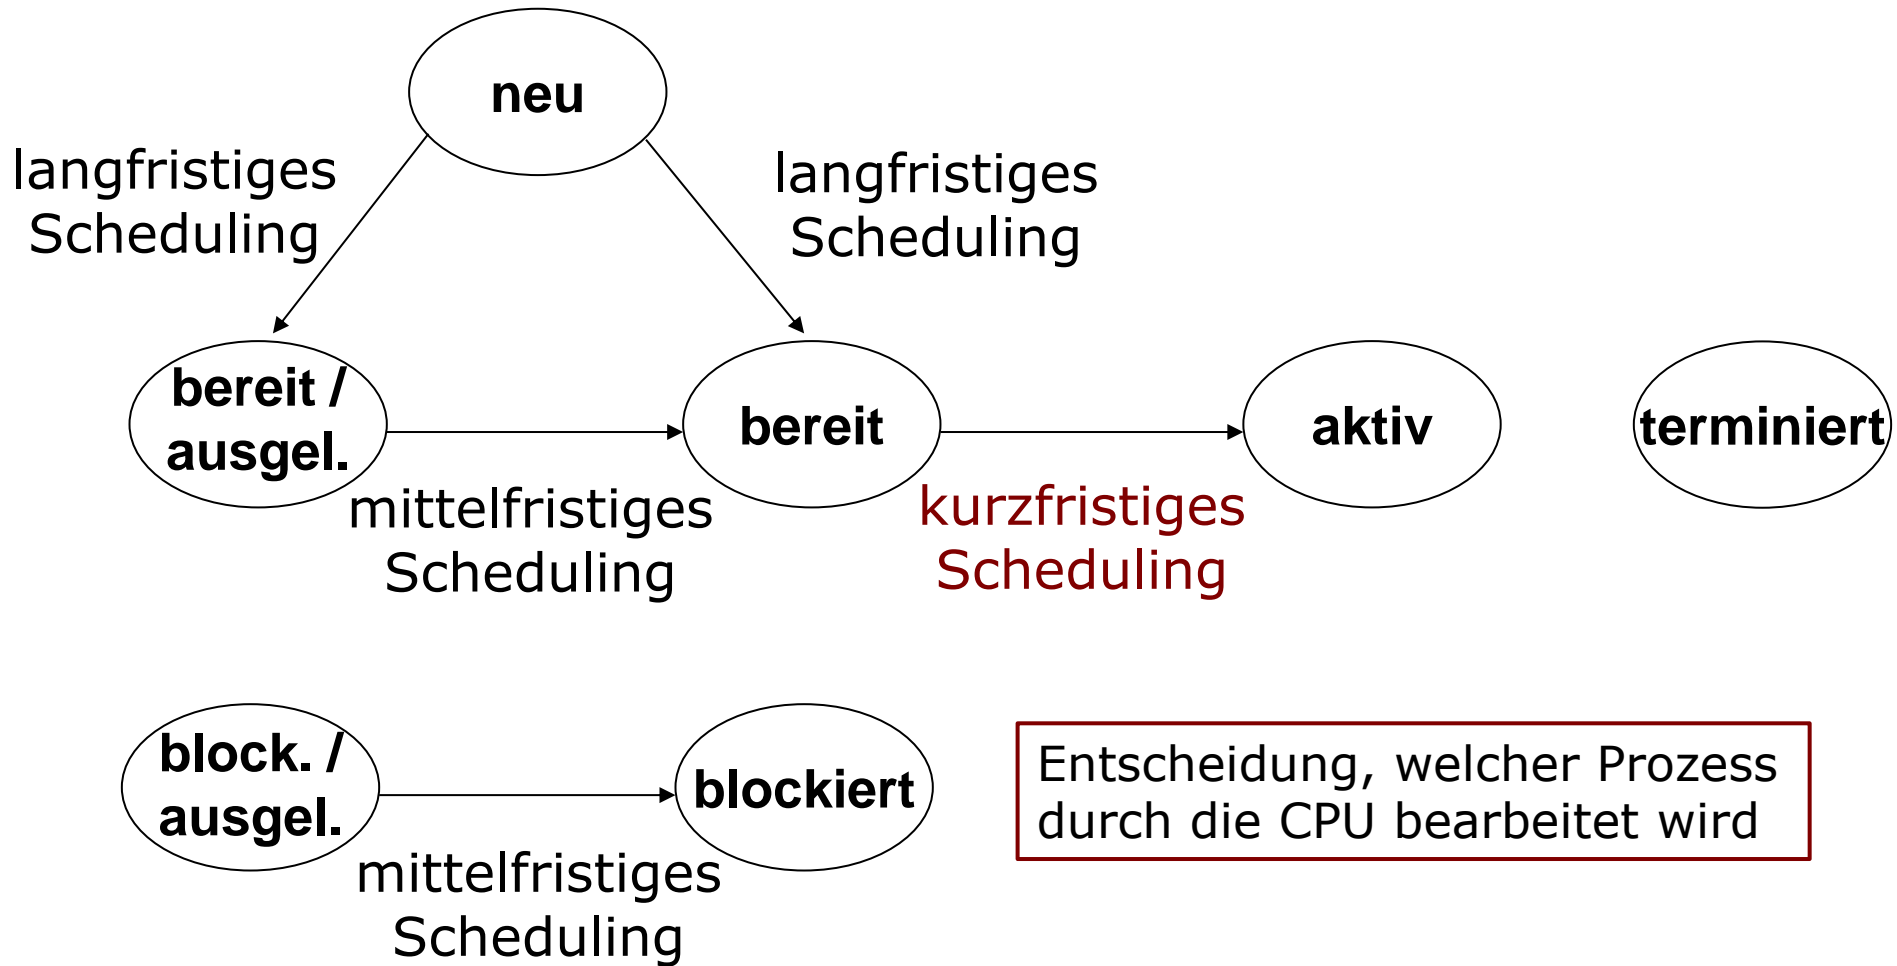 neu
langfristiges
Scheduling
langfristiges
Scheduling
bereit /
ausgel.
bereit
aktiv
terminiert
mittelfristiges
Scheduling
kurzfristiges
Scheduling
block. /
ausgel.
blockiert
Entscheidung, welcher Prozess
durch die CPU bearbeitet wird
mittelfristiges
Scheduling